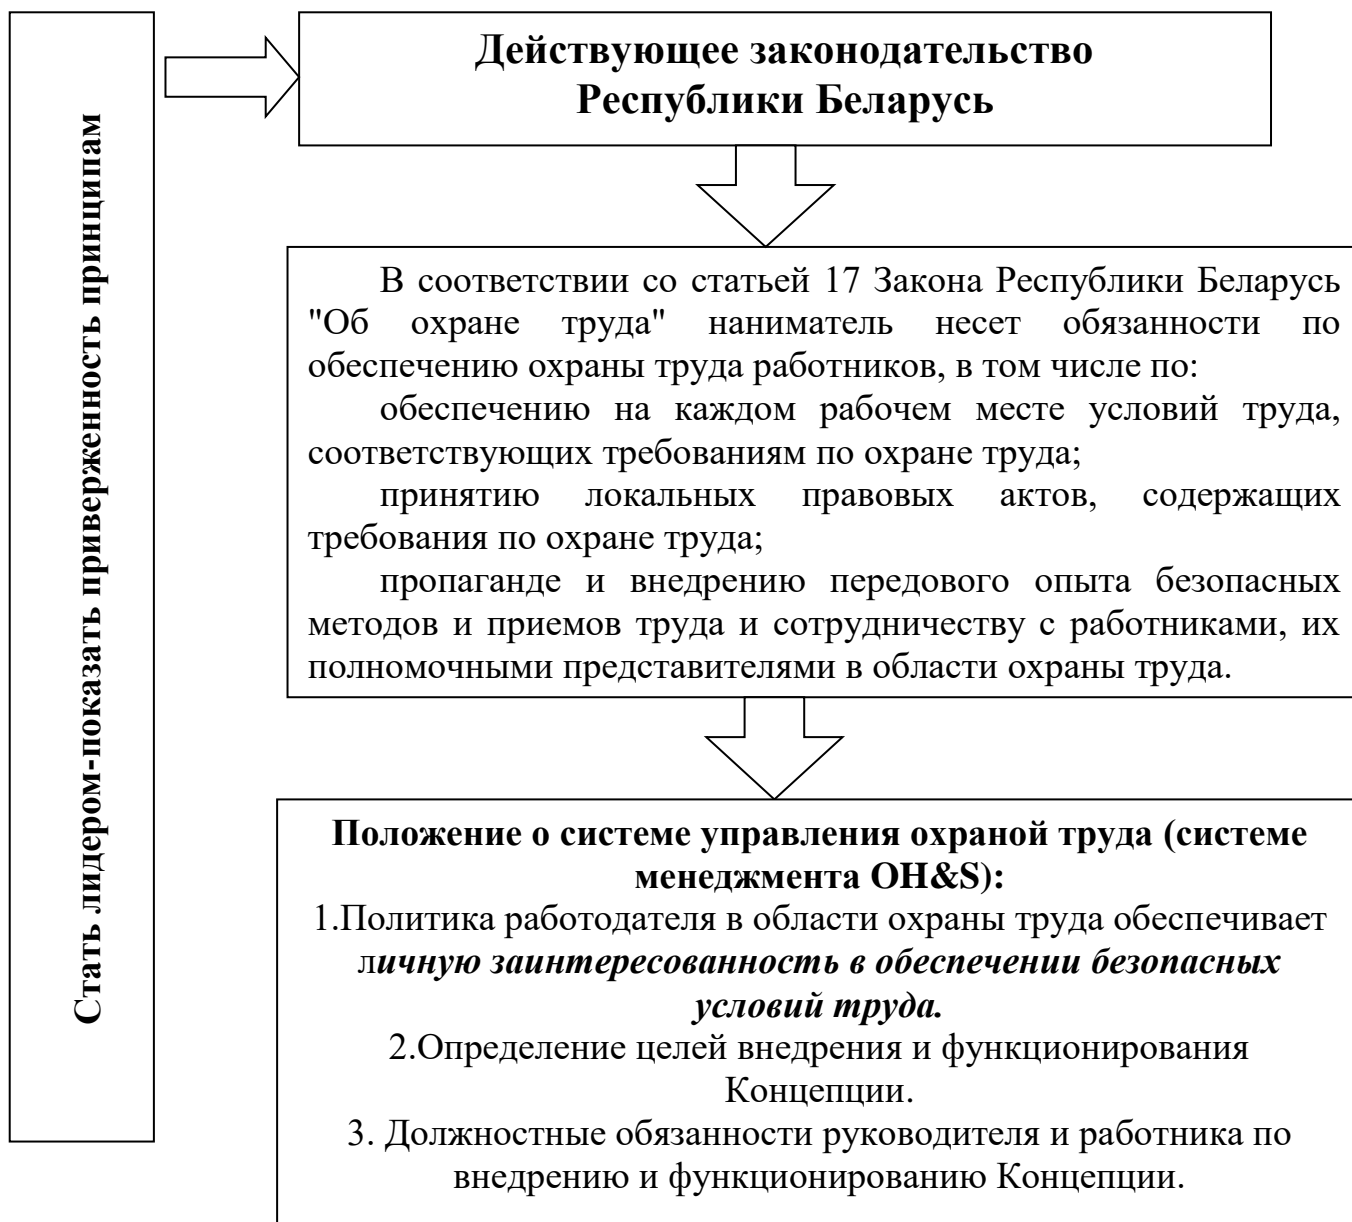 Стать лидером-показать приверженность принципам
Действующее законодательство
Республики Беларусь
В соответствии со статьей 17 Закона Республики Беларусь
"Об охране труда" наниматель несет обязанности по
обеспечению охраны труда работников, в том числе по:
обеспечению на каждом рабочем месте условий труда,
соответствующих требованиям по охране труда;
принятию локальных правовых актов, содержащих
требования по охране труда;
пропаганде и внедрению передового опыта безопасных
методов и приемов труда и сотрудничеству с работниками, их
полномочными представителями в области охраны труда.
Положение о системе управления охраной труда (системе
менеджмента OH&S):
1.Политика работодателя в области охраны труда обеспечивает
личную заинтересованность в обеспечении безопасных
условий труда.
2.Определение целей внедрения и функционирования
Концепции.
3. Должностные обязанности руководителя и работника по
внедрению и функционированию Концепции.